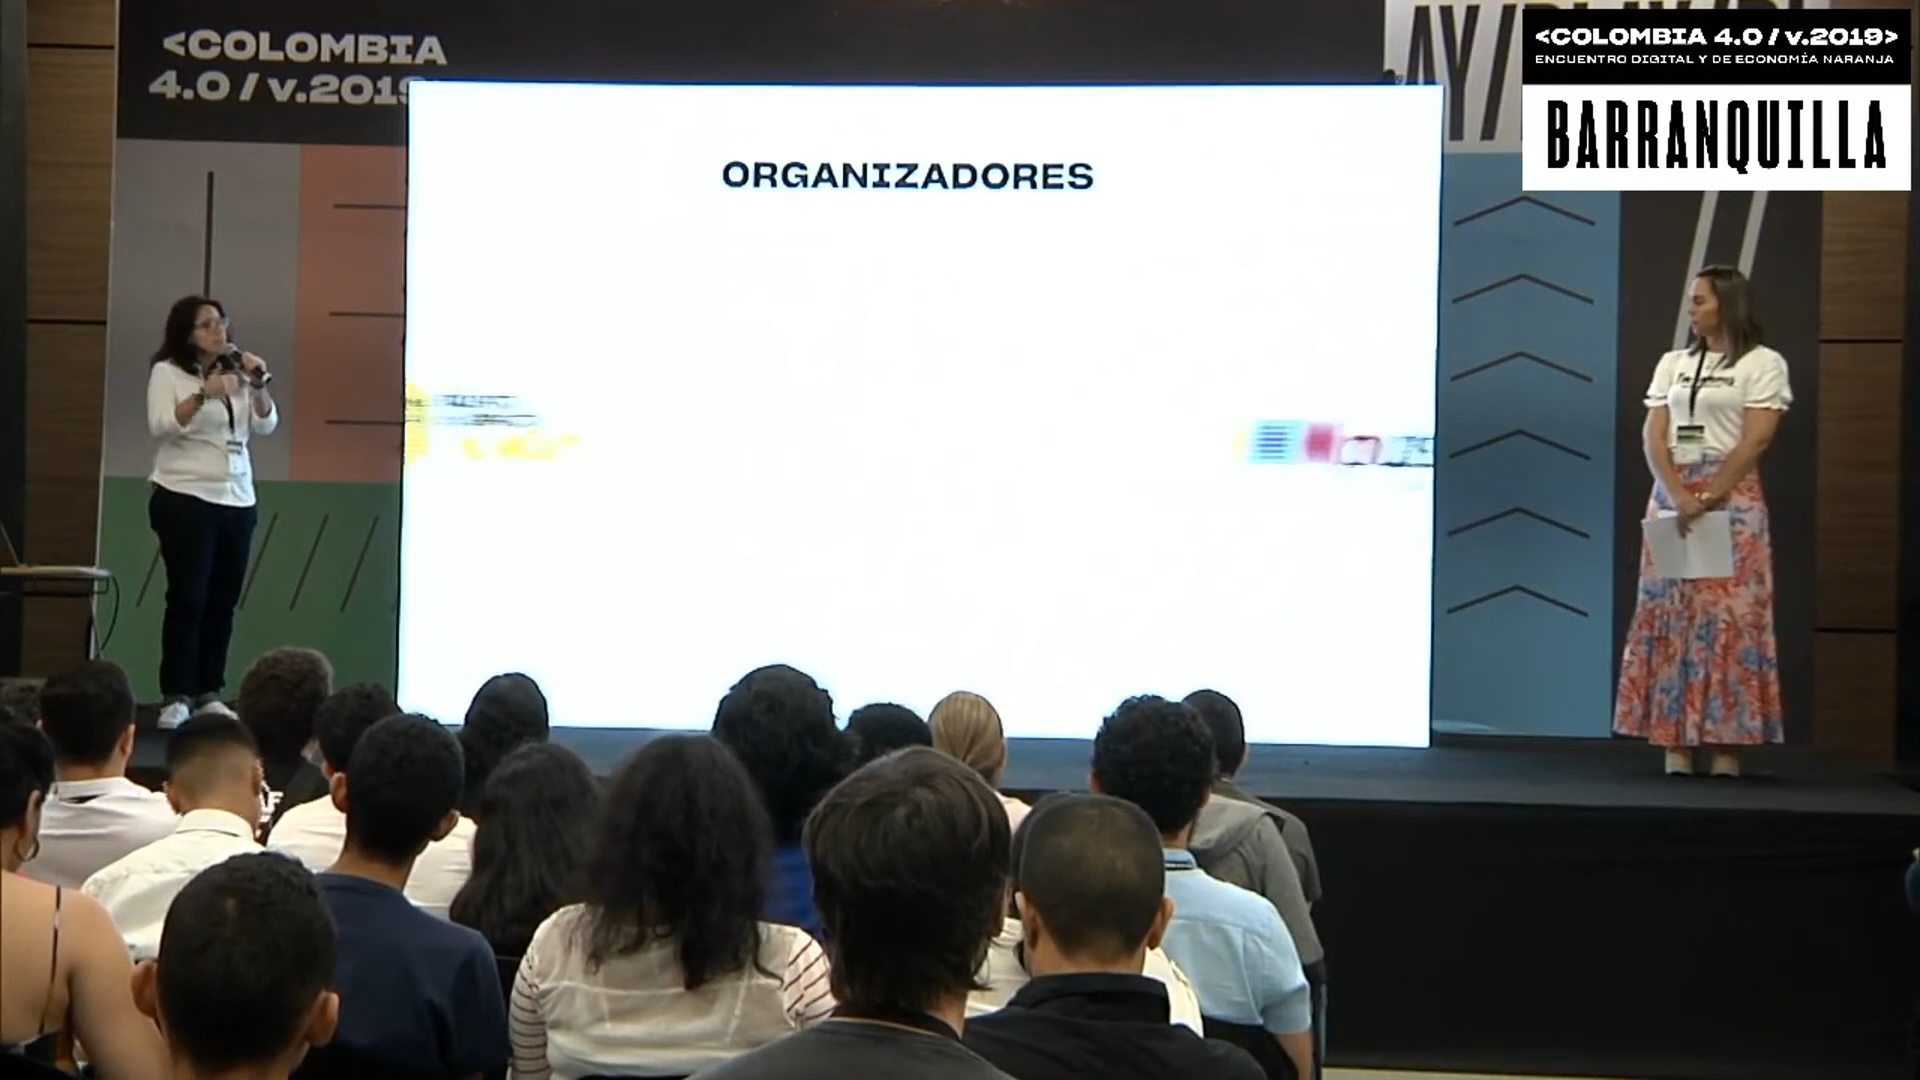 <COLOMBIA
4.0 / v.2019>
<COLOMBIA 4.0 / v.2019>
ENCUENTRO DIGITAL Y DE ECONOMÍA NARANJA
BARRANQUILLA
ORGANIZADORES